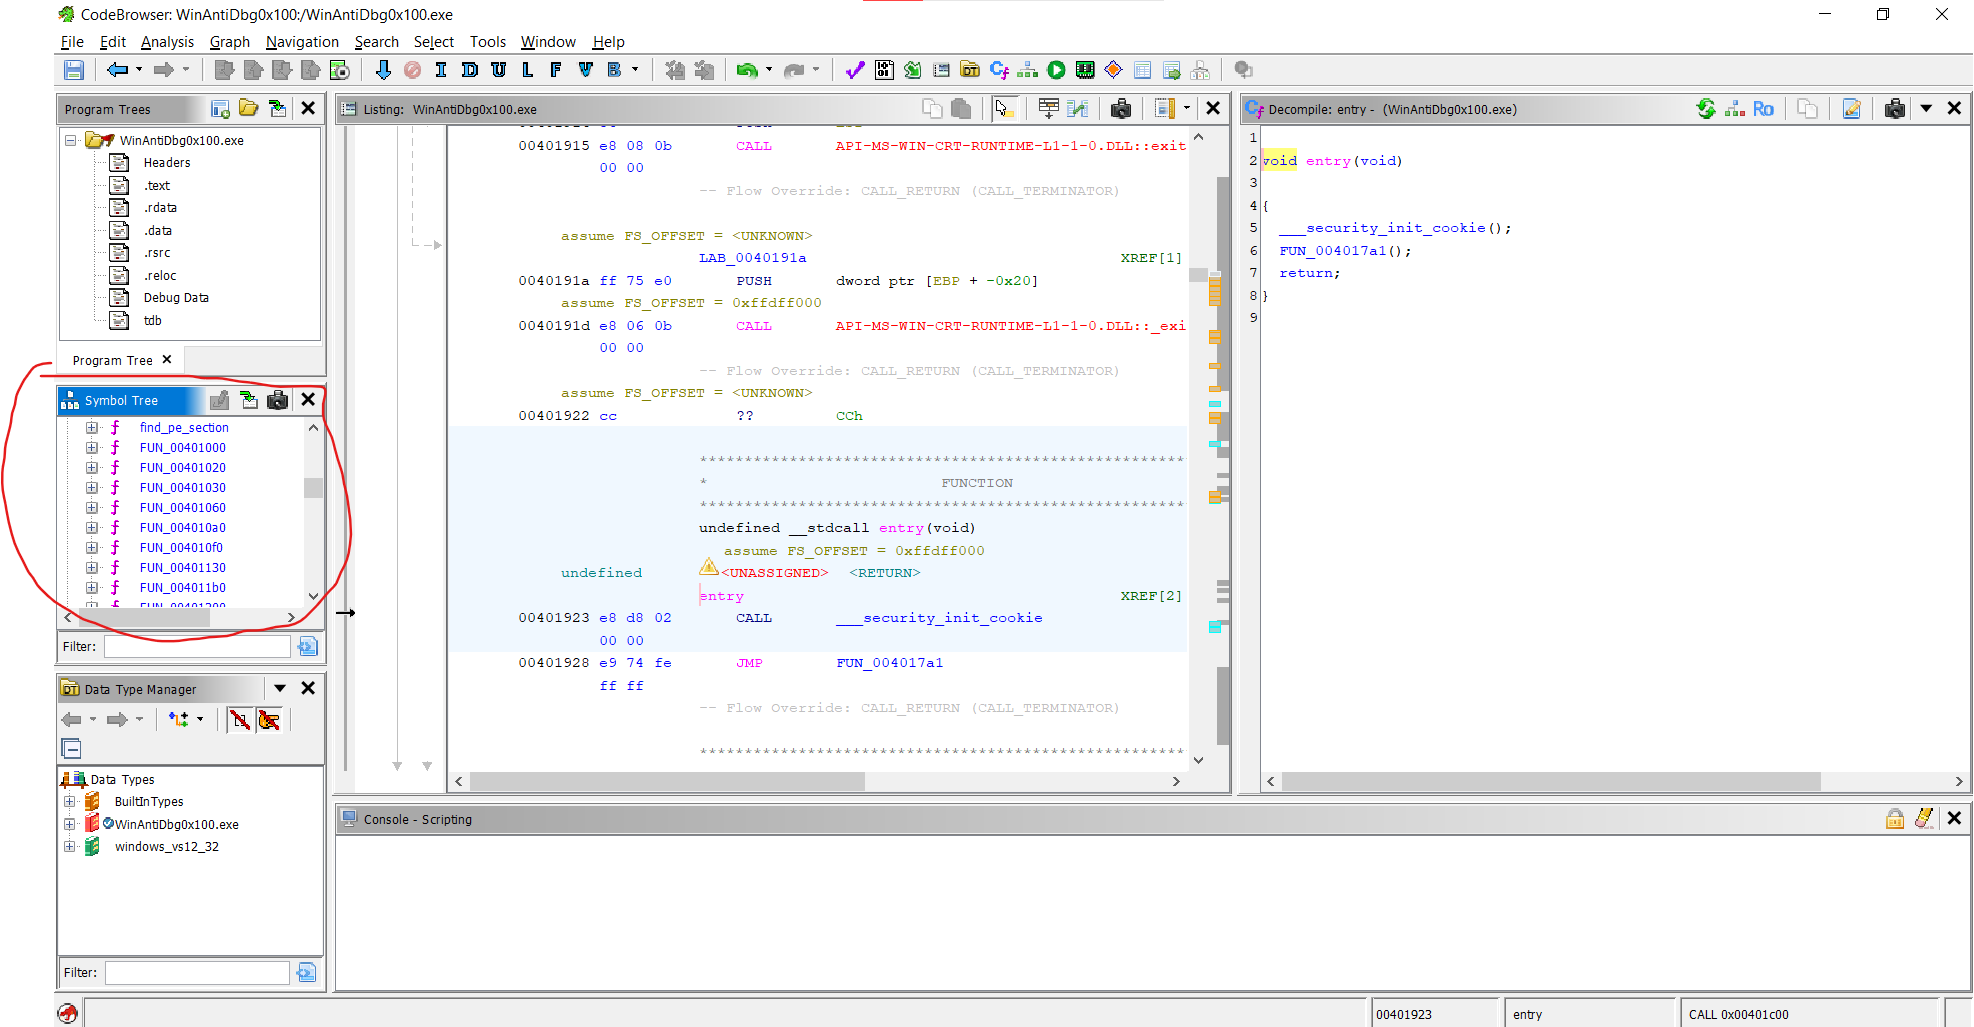 CodeBrowser: WinAntiDbg0x100:/WinAntiDbg0x100.exe
File Edit Analysis Graph Navigation Search Select Tools Window Help
I D U L F V B
Program Trees
WinAntiDbg0x100.exe
Headers
.text
.rdata
.data
.rsrc
.reloc
Debug Data
tdb
Program Tree
Symbol Tree
find_pe_section
FUN_00401000
FUN_00401020
FUN_00401030
FUN_00401060
FUN_004010a0
FUN_004010f0
FUN_00401130
FUN_004011b0
Filter:
Data Type Manager
Data Types
BuiltInTypes
WinAntiDbg0x100.exe
windows_vs12_32
Filter:
Listing: WinAntiDbg0x100.exe
00401915 e8 08 0b CALL API-MS-WIN-CRT-RUNTIME-L1-1-0.DLL::exit
00 00
-- Flow Override: CALL_RETURN (CALL_TERMINATOR)
assume FS_OFFSET = <UNKNOWN>
LAB_0040191a XREF[1]
0040191a ff 75 e0 PUSH dword ptr [EBP + -0x20]
assume FS_OFFSET = 0xffdff000
0040191d e8 06 0b CALL API-MS-WIN-CRT-RUNTIME-L1-1-0.DLL::_exi
00 00
-- Flow Override: CALL_RETURN (CALL_TERMINATOR)
assume FS_OFFSET = <UNKNOWN>
00401922 cc ?? CCh
******************************************************
* FUNCTION
******************************************************
undefined __stdcall entry(void)
assume FS_OFFSET = 0xffdff000
undefined <UNASSIGNED> <RETURN>
entry XREF[2]
00401923 e8 d8 02 CALL ___security_init_cookie
00 00
00401928 e9 74 fe JMP FUN_004017a1
ff ff
-- Flow Override: CALL_RETURN (CALL_TERMINATOR)
******************************************************
Decompile: entry - (WinAntiDbg0x100.exe)
1
2 void entry(void)
3
4 {
5 ___security_init_cookie();
6 FUN_004017a1();
7 return;
8 }
9
Console - Scripting
00401923 entry CALL 0x00401c00